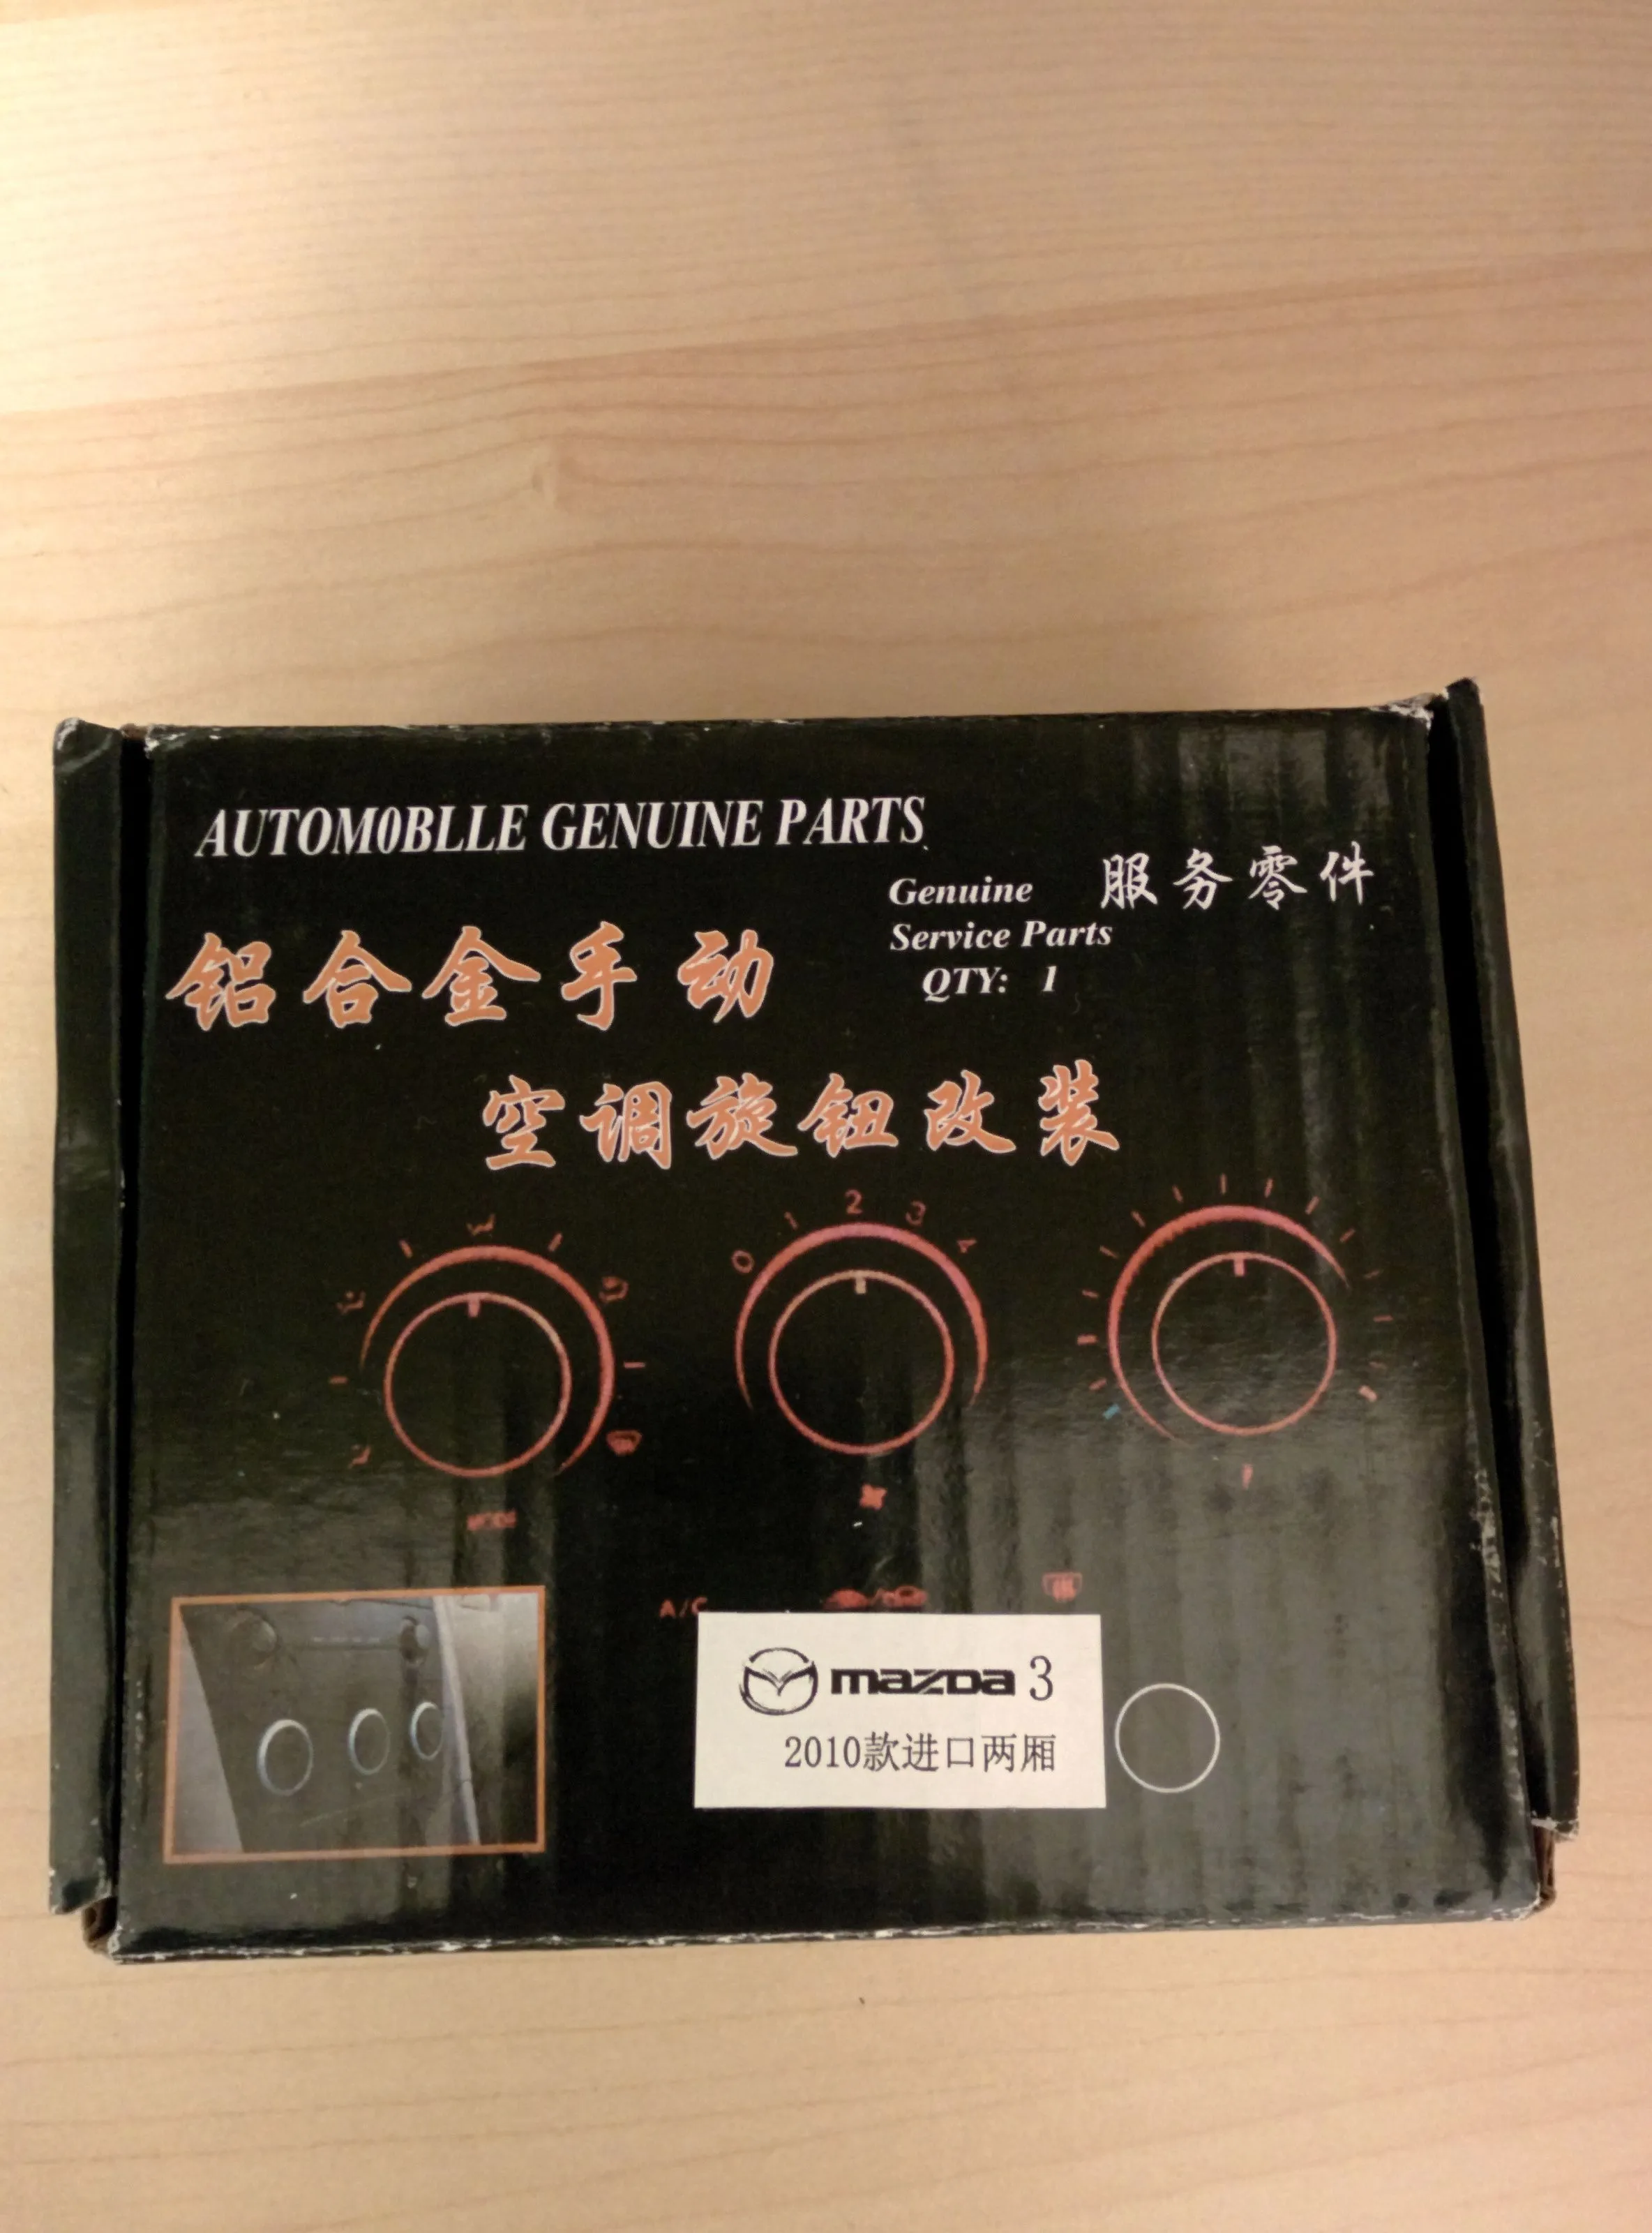 AUTOM0BLLE GENUINE PARTS
Genuine 服务零件
Service Parts
QTY: 1
铝合金手动
空调旋钮改装
0 1 2 3 4
A/C
mazda 3
2010款进口两厢